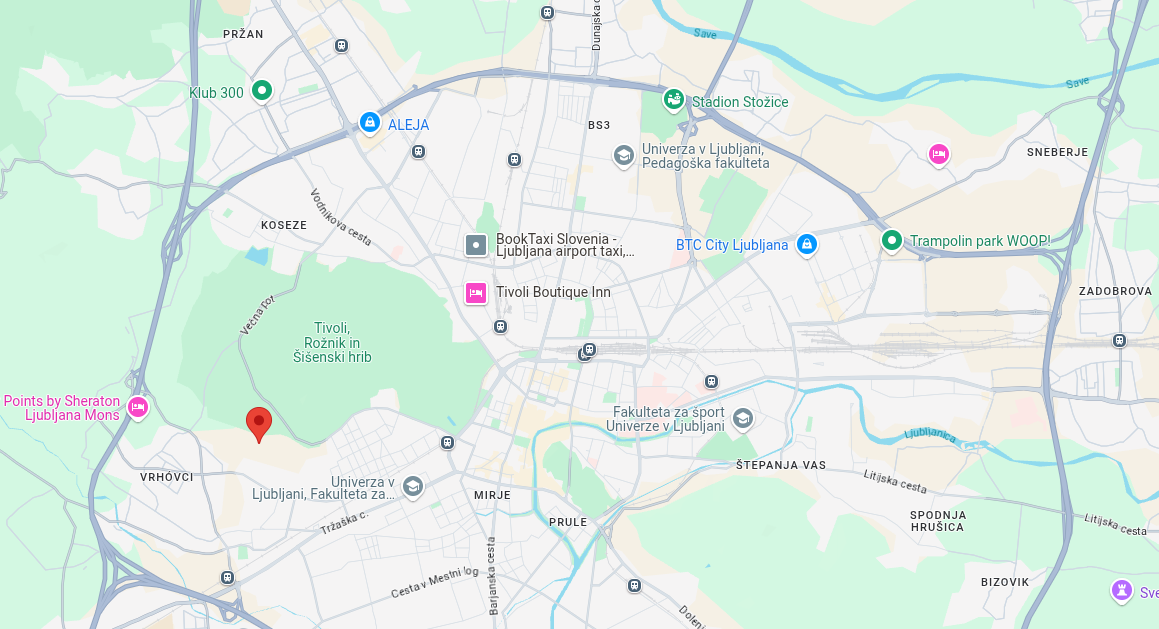 PRŽAN
Dunajska c
Save
Klub 300
Save
Stadion Stožice
ALEJA
BS3
Univerza v Ljubljani,
Pedagoška fakulteta
SNEBERJE
Vodnikova cesta
KOSEZE
BookTaxi Slovenia -
Ljubljana airport taxi,...
BTC City Ljubljana
Trampolin park WOOP!
Tivoli Boutique Inn
ZADOBROVA
Večna pot
Tivoli,
Rožnik in
Šišenski hrib
Points by Sheraton
Ljubljana Mons
Fakulteta za šport
Univerze v Ljubljani
Ljubljanica
VRHÓVCI
ŠTEPANJA VAS
Univerza v
Ljubljani, Fakulteta za...
MIRJE
Litijska cesta
Tržaška c.
PRULE
SPODNJA
HRUŠICA
Litijska cesta
Barjanska cesta
Cesta v Mestni log
BIZOVIK
Sve
Dolenj